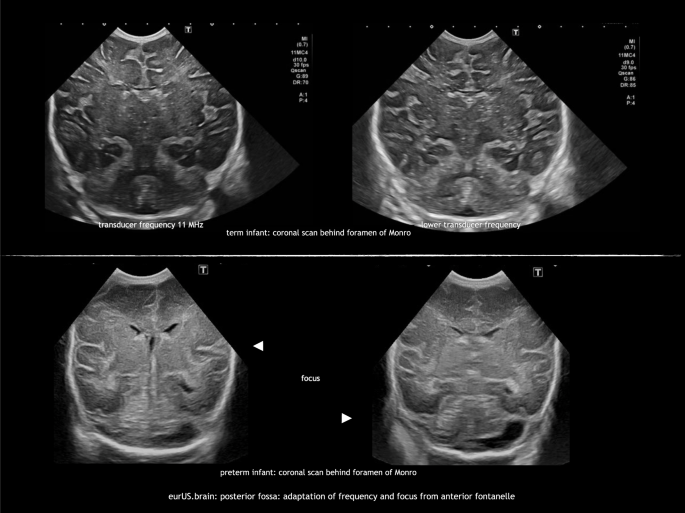 T
MI
(0.7)
11MC4
d10.0
30 fps
Qscan
G:89
DR:70
A:1
P:4
T
MI
(0.7)
11MC4
d9.0
30 fps
Qscan
G:86
DR:85
A:1
P:4
transducer frequency 11 MHz
lower transducer frequency
term infant: coronal scan behind foramen of Monro
T
T
focus
preterm infant: coronal scan behind foramen of Monro
eurUS.brain: posterior fossa: adaptation of frequency and focus from anterior fontanelle